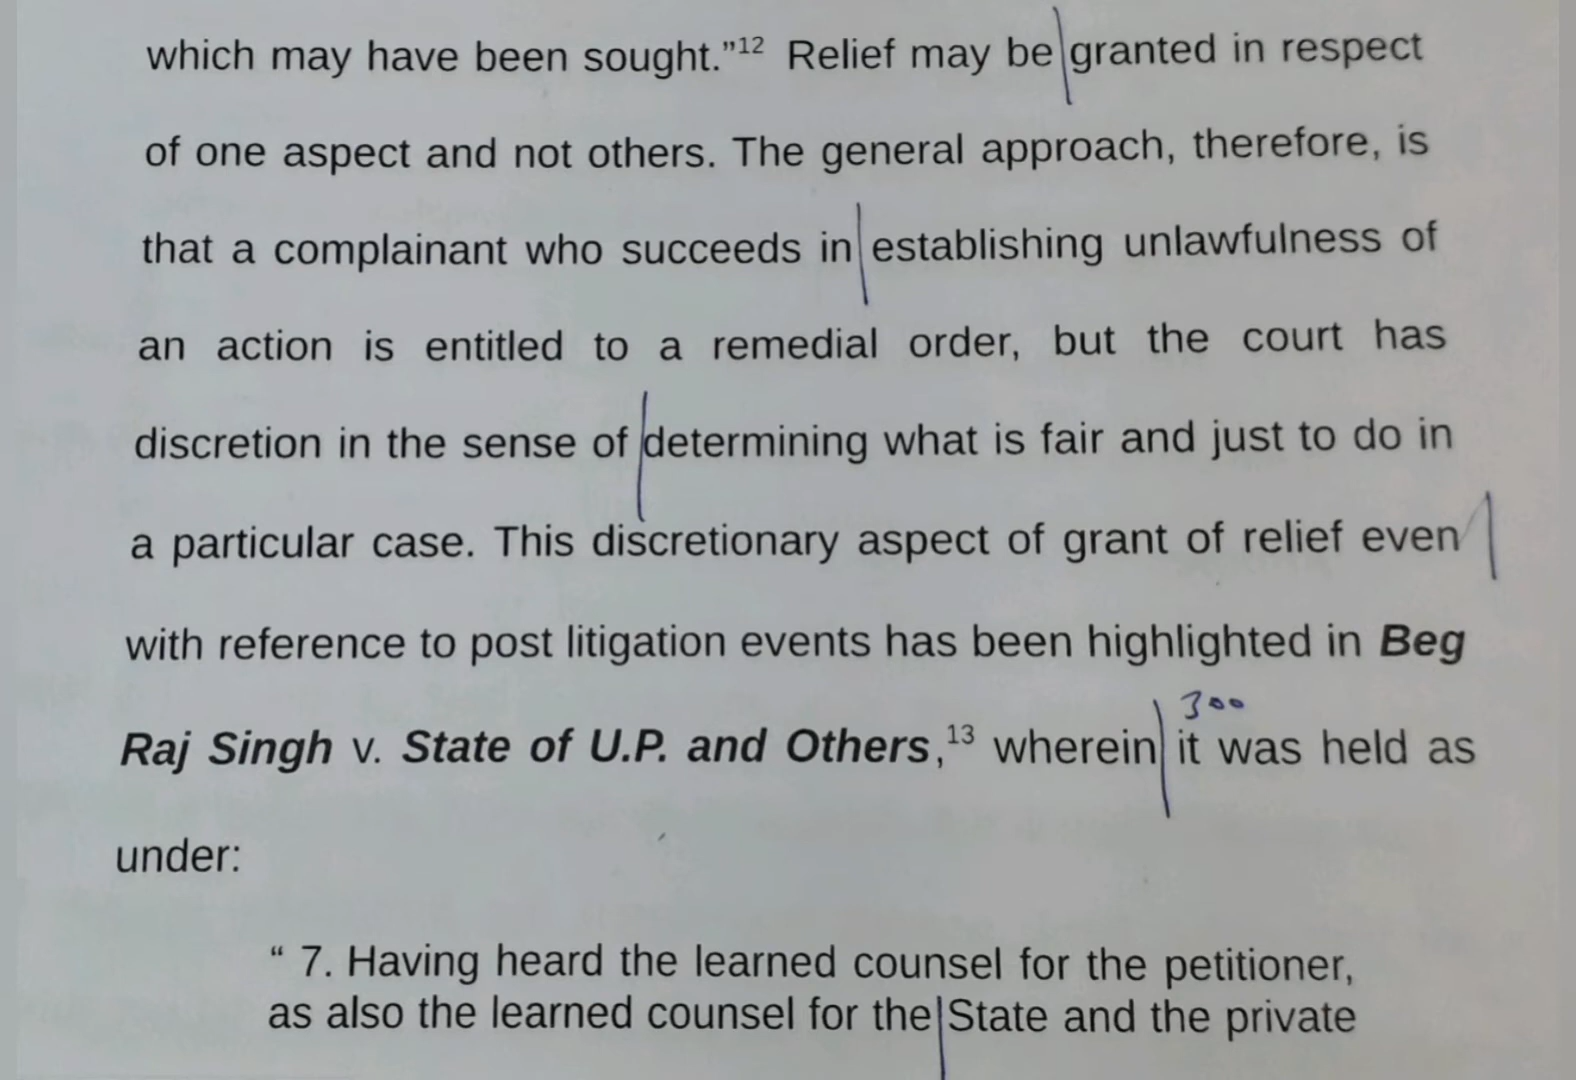 which may have been sought.”12 Relief may be granted in respect
of one aspect and not others. The general approach, therefore, is
that a complainant who succeeds in establishing unlawfulness of
an action is entitled to a remedial order, but the court has
discretion in the sense of determining what is fair and just to do in
a particular case. This discretionary aspect of grant of relief even
with reference to post litigation events has been highlighted in Beg
300
Raj Singh v. State of U.P. and Others,13 wherein it was held as
under:
“ 7. Having heard the learned counsel for the petitioner,
as also the learned counsel for the State and the private